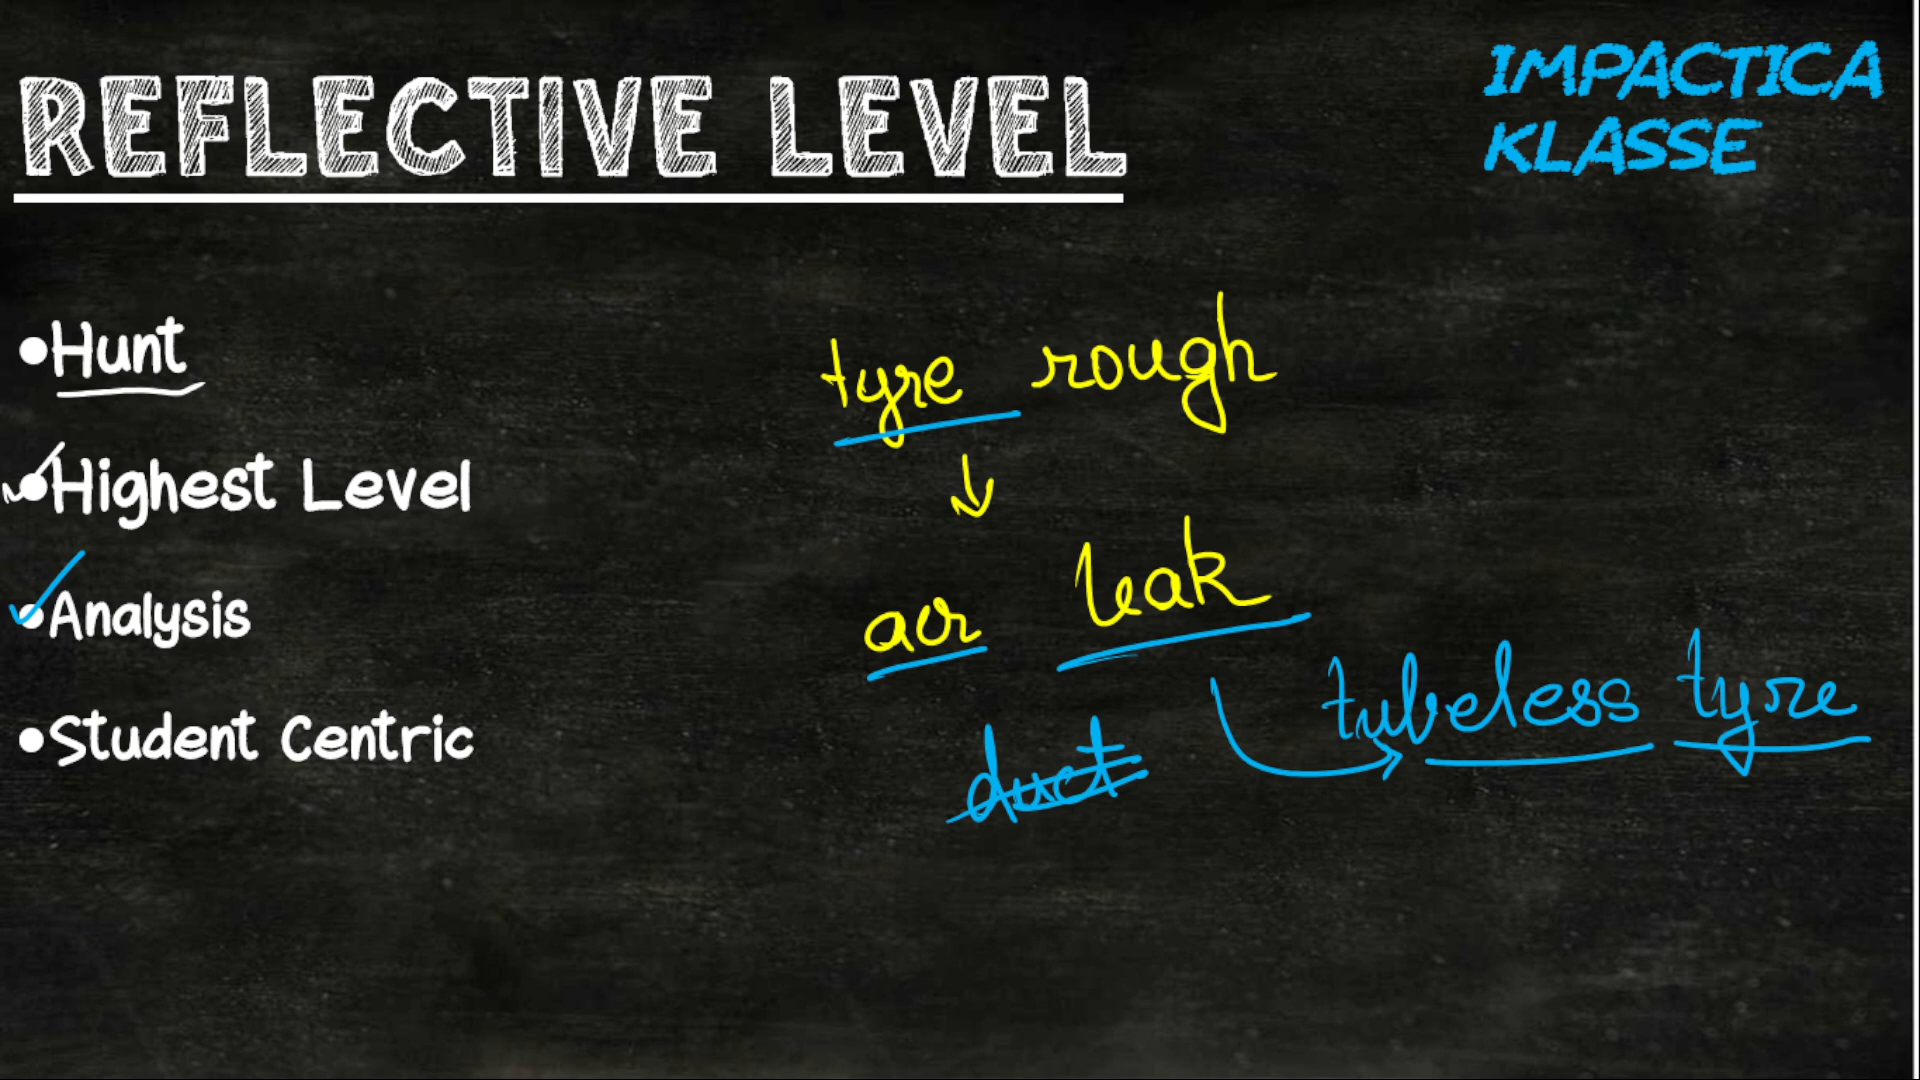 REFLECTIVE LEVEL
IMPACTICA
KLASSE
•Hunt
•Highest Level
•Analysis
•Student Centric
tyre rough
↓
air leak
duct
tubeless tyre